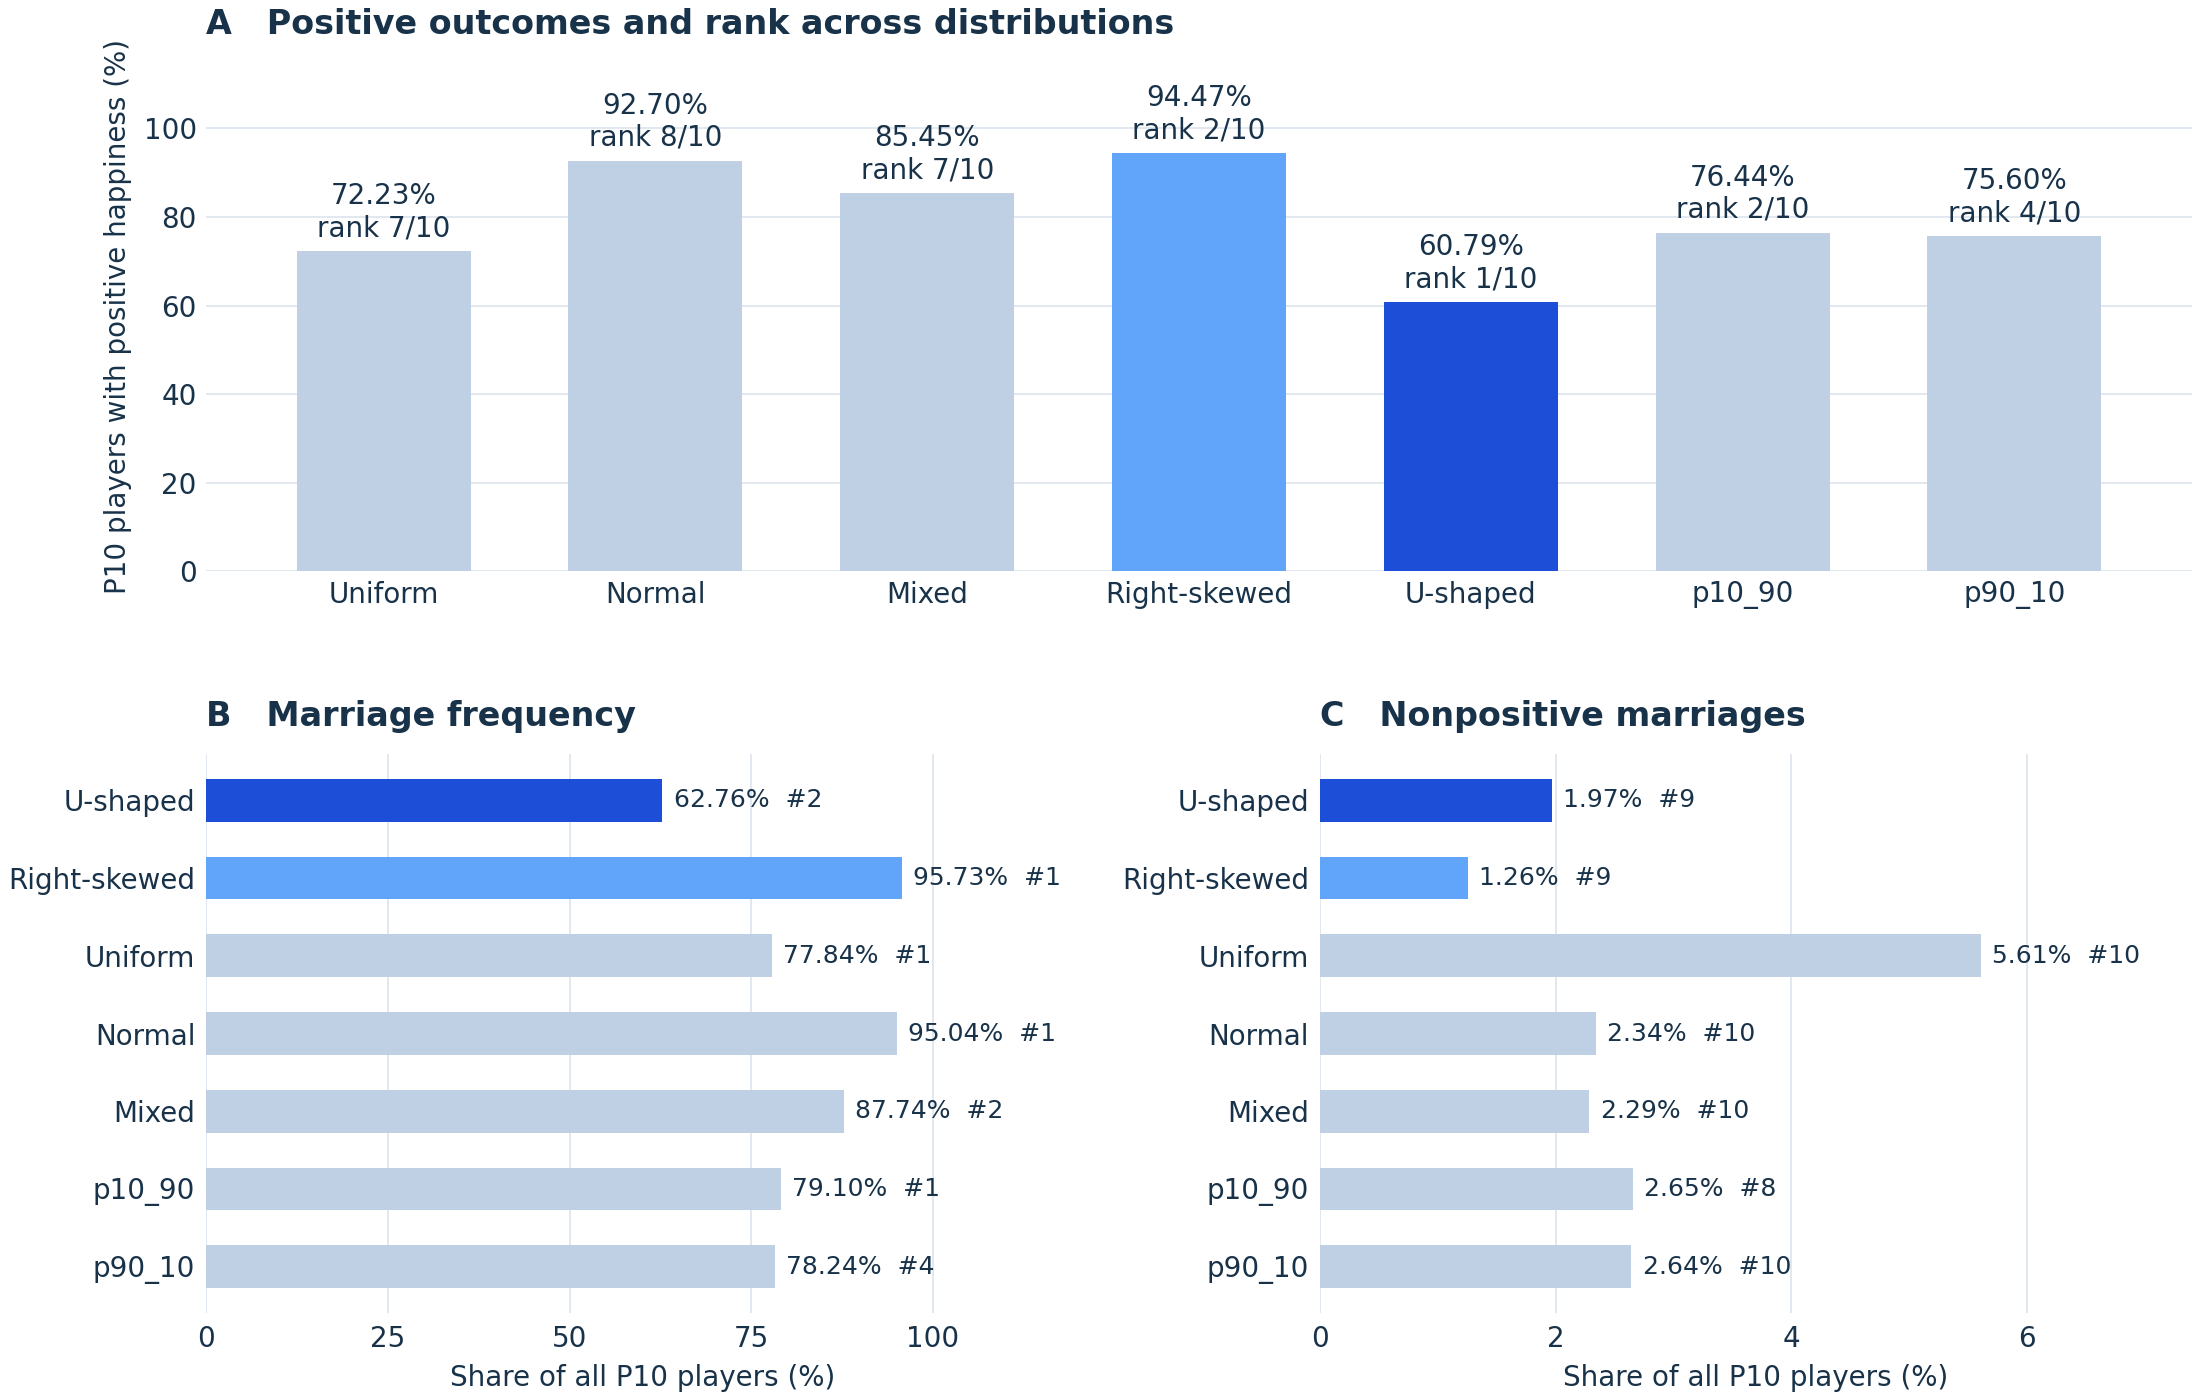 A Positive outcomes and rank across distributions
P10 players with positive happiness (%)
100
80
60
40
20
0
72.23%
rank 7/10
92.70%
rank 8/10
85.45%
rank 7/10
94.47%
rank 2/10
60.79%
rank 1/10
76.44%
rank 2/10
75.60%
rank 4/10
Uniform Normal Mixed Right-skewed U-shaped p10_90 p90_10
B Marriage frequency
U-shaped 62.76% #2
Right-skewed 95.73% #1
Uniform 77.84% #1
Normal 95.04% #1
Mixed 87.74% #2
p10_90 79.10% #1
p90_10 78.24% #4
0 25 50 75 100
Share of all P10 players (%)
C Nonpositive marriages
U-shaped 1.97% #9
Right-skewed 1.26% #9
Uniform 5.61% #10
Normal 2.34% #10
Mixed 2.29% #10
p10_90 2.65% #8
p90_10 2.64% #10
0 2 4 6
Share of all P10 players (%)